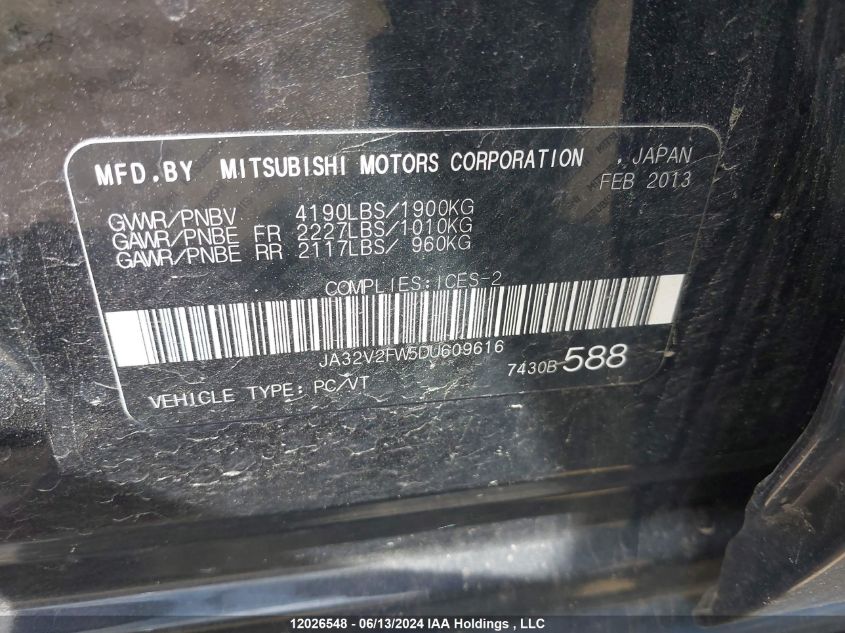 MFD.BY MITSUBISHI MOTORS CORPORATION , JAPAN
FEB 2013
GVWR/PNBV 4190LBS/1900KG
GAWR/PNBE FR 2227LBS/1010KG
GAWR/PNBE RR 2117LBS/ 960KG
COMPLIES:ICES-2
JA32V2FW5DU609616
7430B-588
VEHICLE TYPE: PC/VT
12026548 - 06/13/2024 IAA Holdings , LLC